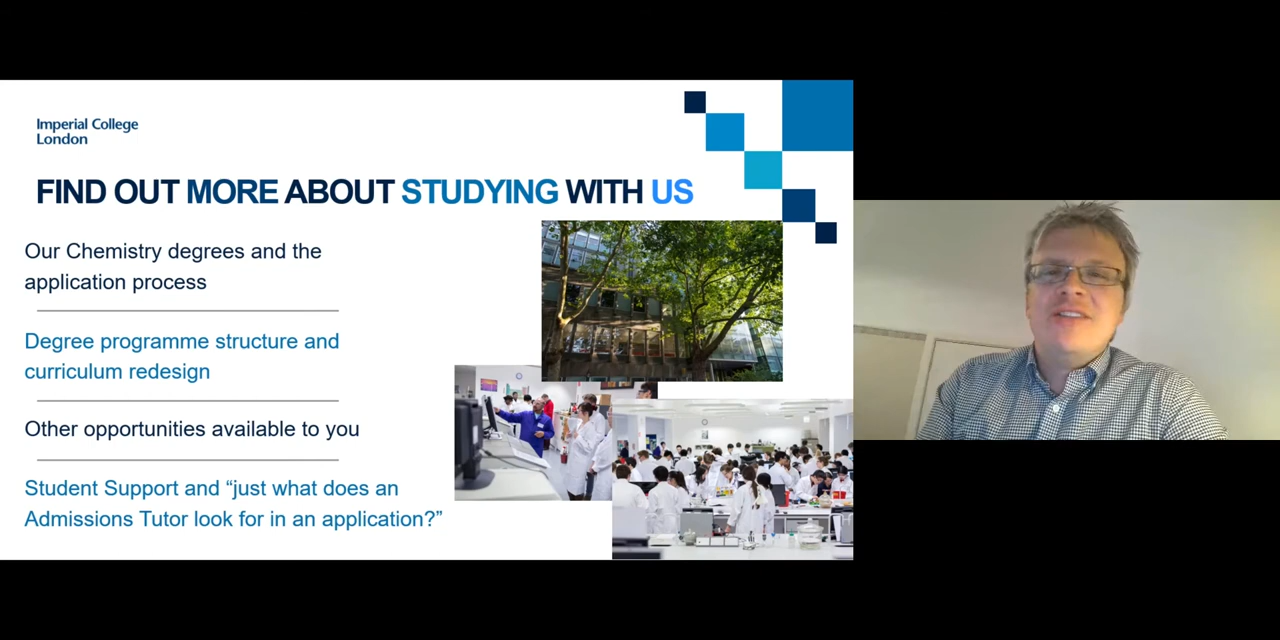 Imperial College
London
FIND OUT MORE ABOUT STUDYING WITH US
Our Chemistry degrees and the
application process
Degree programme structure and
curriculum redesign
Other opportunities available to you
Student Support and “just what does an
Admissions Tutor look for in an application?”